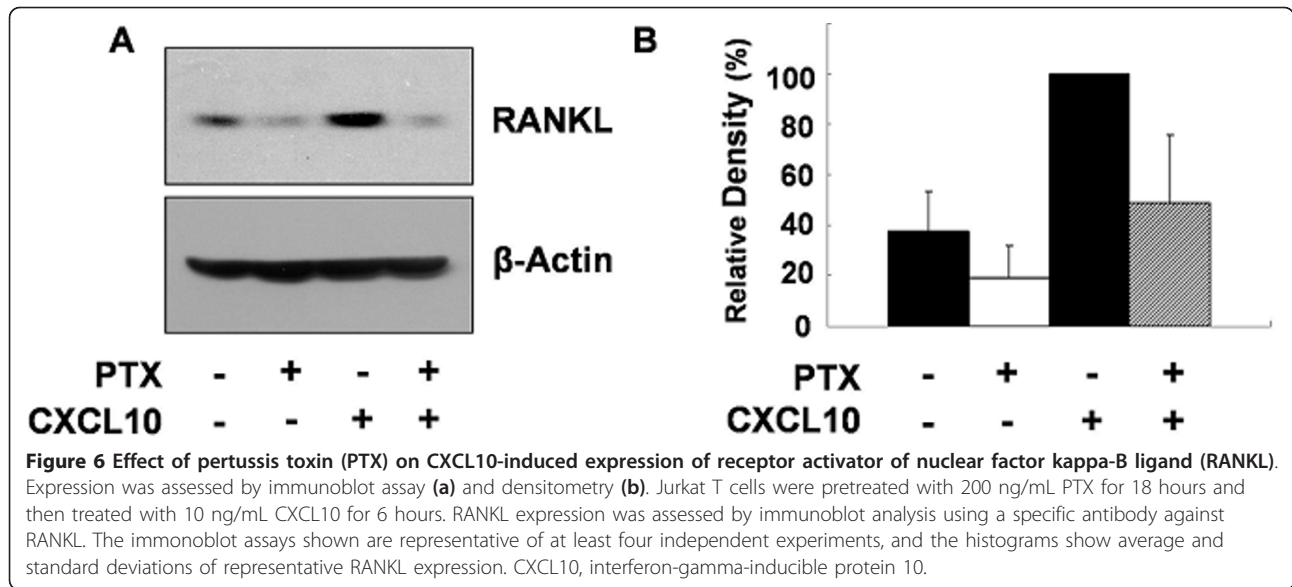 A
B
RANKL
β-Actin
PTX - + - +
CXCL10 - - + +
Relative Density (%)
100
80
60
40
20
0
PTX - + - +
CXCL10 - - + +
Figure 6 Effect of pertussis toxin (PTX) on CXCL10-induced expression of receptor activator of nuclear factor kappa-B ligand (RANKL).
Expression was assessed by immunoblot assay (a) and densitometry (b). Jurkat T cells were pretreated with 200 ng/mL PTX for 18 hours and
then treated with 10 ng/mL CXCL10 for 6 hours. RANKL expression was assessed by immunoblot analysis using a specific antibody against
RANKL. The immonoblot assays shown are representative of at least four independent experiments, and the histograms show average and
standard deviations of representative RANKL expression. CXCL10, interferon-gamma-inducible protein 10.